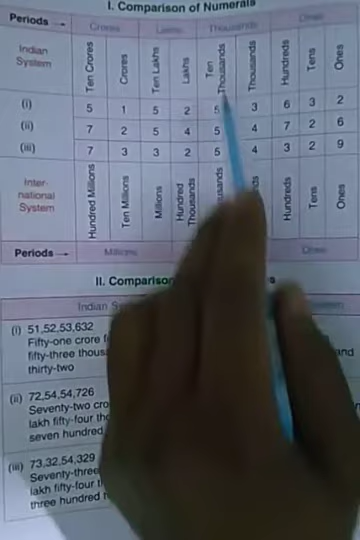 I. Comparison of Numerals
Periods → Crores Lakhs Thousands Ones
Indian System Ten Crores Crores Ten Lakhs Lakhs Ten Thousands Thousands Hundreds Tens Ones
(i) 5 1 5 2 5 3 6 3 2
(ii) 7 2 5 4 5 4 7 2 6
(iii) 7 3 3 2 5 4 3 2 9
Inter-national System Hundred Millions Ten Millions Millions Hundred Thousands Hundreds Tens Ones
Periods → Millions Ones
II. Comparison
Indian
(i) 51,52,53,632
Fifty-one crore
fifty-three
thirty-two
(ii) 72,54,54,726
Seventy-two
lakh fifty-four
seven hundred
(iii) 73,32,54,329
Seventy-three
lakh fifty-four
three hundred